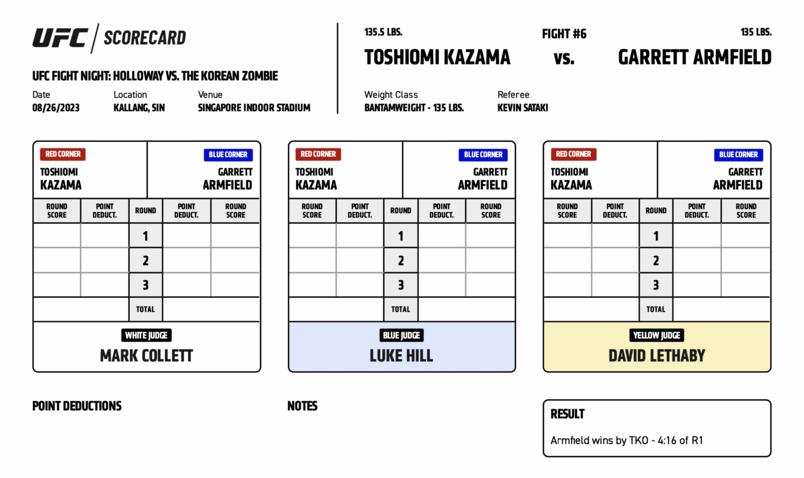 UFC / SCORECARD
UFC FIGHT NIGHT: HOLLOWAY VS. THE KOREAN ZOMBIE
Date Location Venue
08/26/2023 KALLANG, SIN SINGAPORE INDOOR STADIUM
135.5 LBS. FIGHT #6 135 LBS.
TOSHIOMI KAZAMA VS. GARRETT ARMFIELD
Weight Class Referee
BANTAMWEIGHT - 135 LBS. KEVIN SATAKI
RED CORNER BLUE CORNER
TOSHIOMI GARRETT
KAZAMA ARMFIELD
ROUND POINT ROUND POINT ROUND
SCORE DEDUCT. DEDUCT. SCORE
1
2
3
TOTAL
WHITE JUDGE
MARK COLLETT
RED CORNER BLUE CORNER
TOSHIOMI GARRETT
KAZAMA ARMFIELD
ROUND POINT ROUND POINT ROUND
SCORE DEDUCT. DEDUCT. SCORE
1
2
3
TOTAL
BLUE JUDGE
LUKE HILL
RED CORNER BLUE CORNER
TOSHIOMI GARRETT
KAZAMA ARMFIELD
ROUND POINT ROUND POINT ROUND
SCORE DEDUCT. DEDUCT. SCORE
1
2
3
TOTAL
YELLOW JUDGE
DAVID LETHABY
POINT DEDUCTIONS
NOTES
RESULT
Armfield wins by TKO - 4:16 of R1